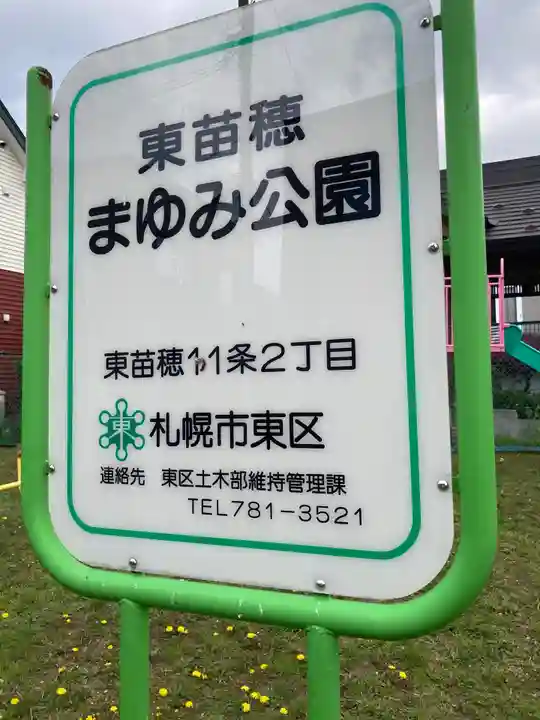 東苗穂
まゆみ公園
東苗穂11条2丁目
東 札幌市東区
連絡先 東区土木部維持管理課
TEL781-3521